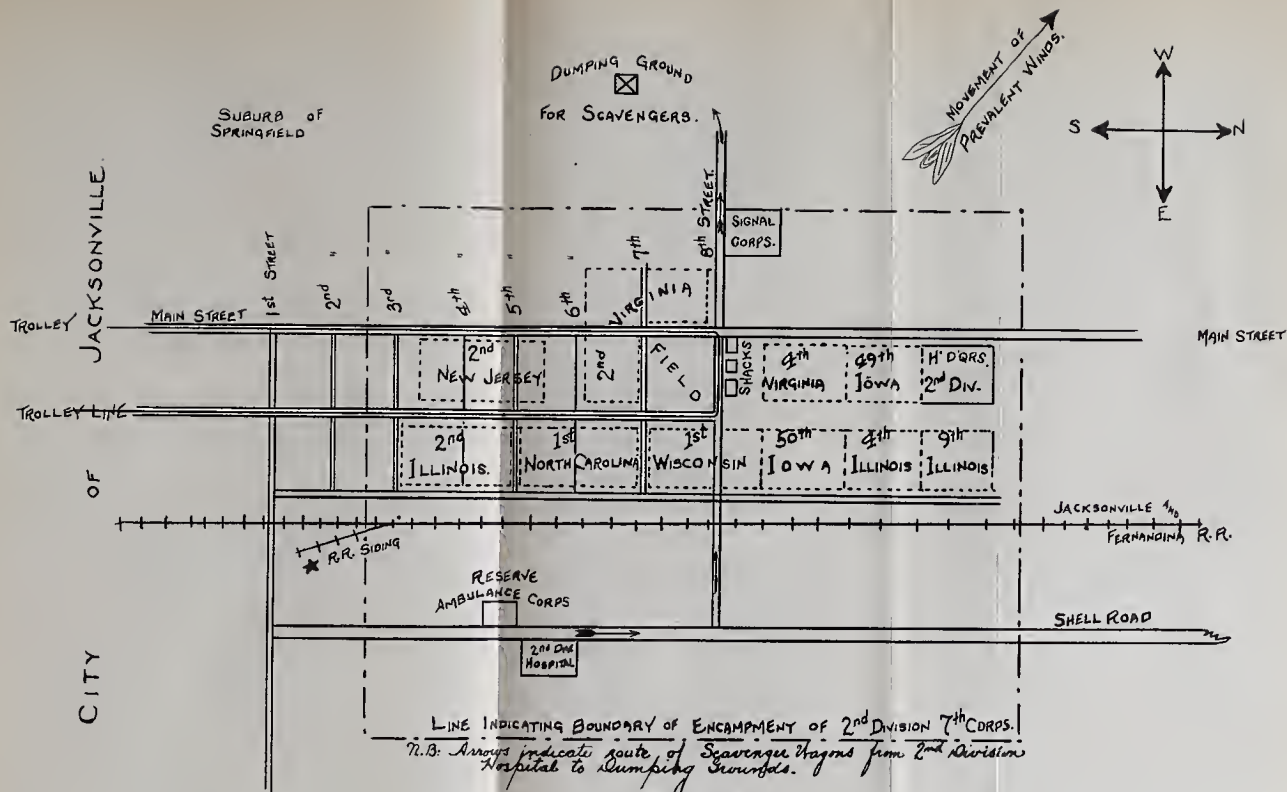 DUMPING GROUND
FOR SCAVENGERS.
MOVEMENT OF
PREVALENT WINDS.
W
S
N
E
SUBURB OF
SPRINGFIELD
CITY OF JACKSONVILLE.
1st STREET
2nd "
3rd
4th "
5th "
6th "
7th
8th STREET.
SIGNAL
CORPS.
TROLLEY
MAIN STREET
MAIN STREET
2nd
NEW JERSEY
2nd
VIRGINIA
FIELD
SHACKS
4th
VIRGINIA
49th
IOWA
H'DQRS.
2nd DIV.
TROLLEY LINE
2nd
ILLINOIS.
1st
NORTH CAROLINA
1st
WISCONSIN
50th
IOWA
4th
ILLINOIS
9th
ILLINOIS
JACKSONVILLE AND
FERNANDINA R.R.
R.R. SIDING
RESERVE
AMBULANCE CORPS
SHELL ROAD
2nd DIV.
HOSPITAL
LINE INDICATING BOUNDARY OF ENCAMPMENT OF 2nd DIVISION 7th CORPS.
N.B: Arrows indicate route of Scavenger Wagons from 2nd Division
Hospital to Dumping Grounds.